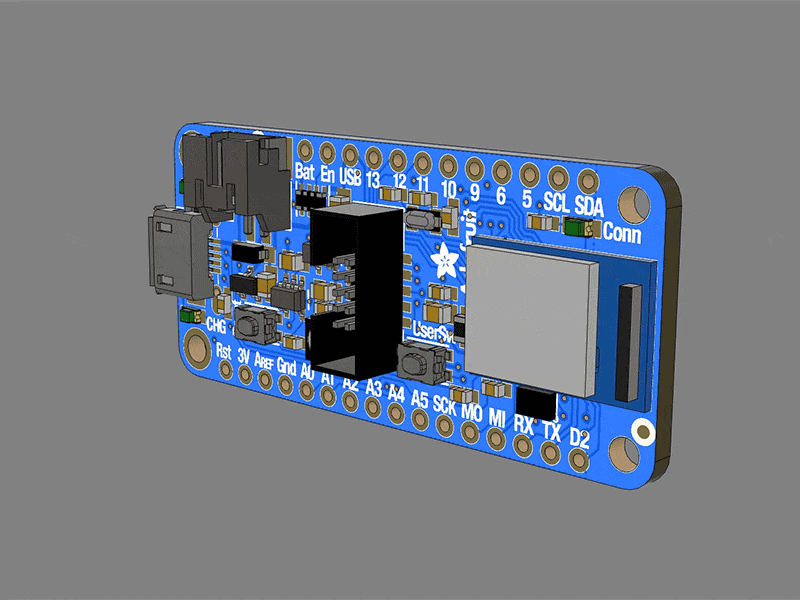 Bat En USB 13 12 11 10 9 6 5 SCL SDA
Conn
CHG
Rst 3V AREF Gnd A0 A1 A2 A3 A4 A5 SCK MO MI RX TX D2